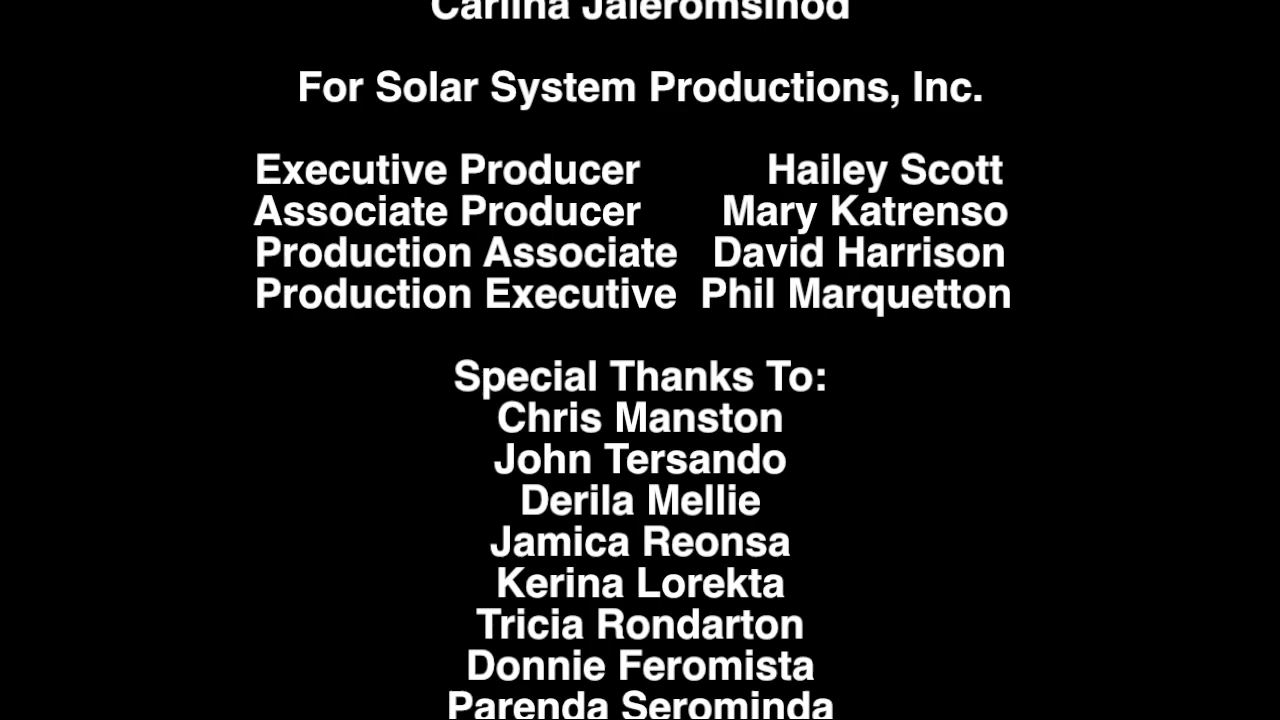 For Solar System Productions, Inc.
Executive Producer Hailey Scott
Associate Producer Mary Katrenso
Production Associate David Harrison
Production Executive Phil Marquetton
Special Thanks To:
Chris Manston
John Tersando
Derila Mellie
Jamica Reonsa
Kerina Lorekta
Tricia Rondarton
Donnie Feromista
Parenda Serominda